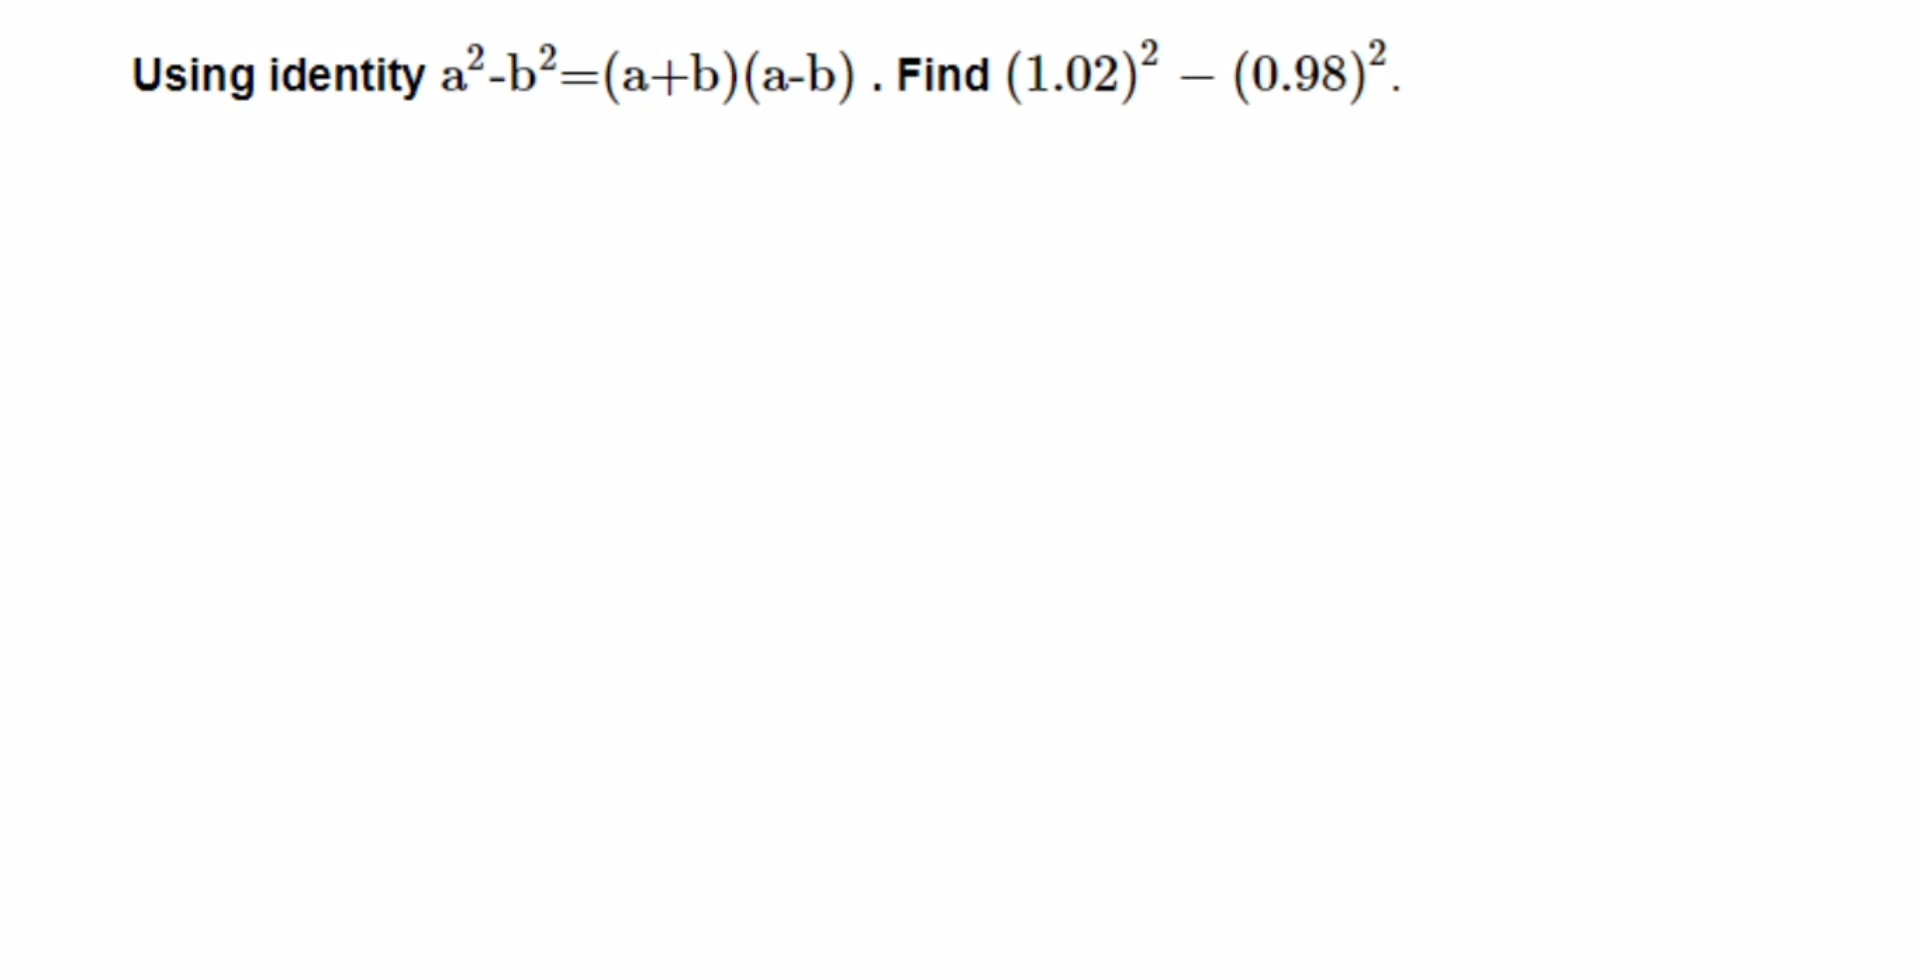 Using identity a²-b²=(a+b)(a-b) . Find (1.02)² − (0.98)².